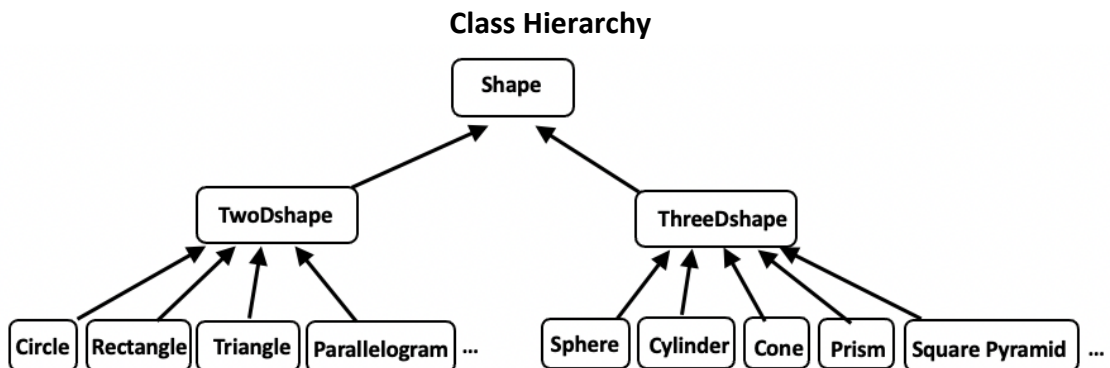 Class Hierarchy
Shape
TwoDshape
ThreeDshape
Circle
Rectangle
Triangle
Parallelogram
...
Sphere
Cylinder
Cone
Prism
Square Pyramid
...